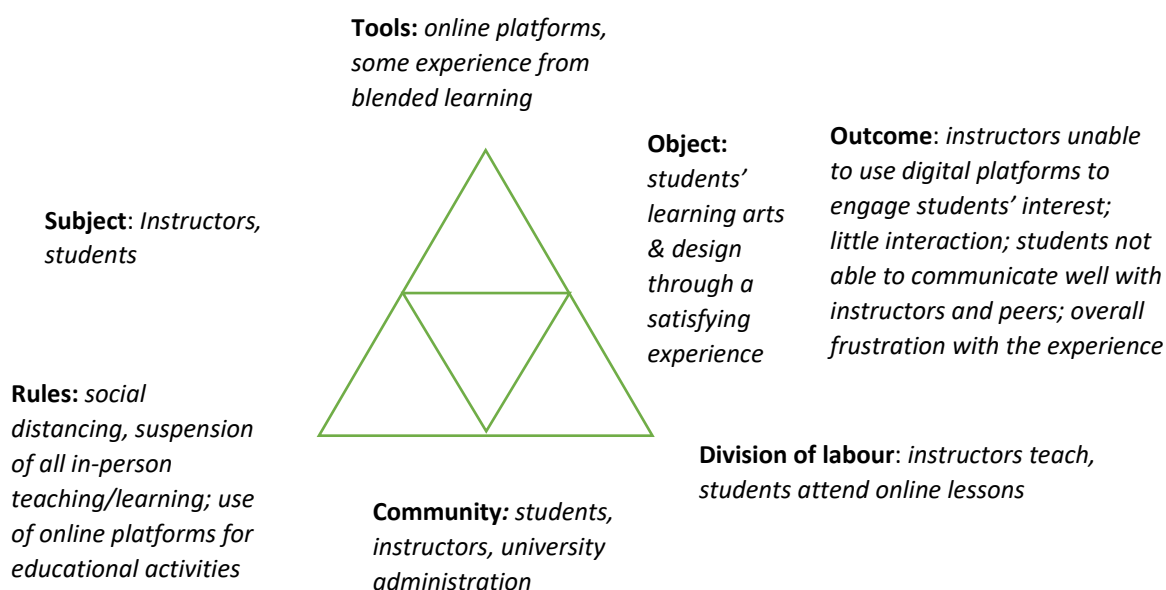 Tools: online platforms,
some experience from
blended learning
Object:
students’
learning arts
& design
through a
satisfying
experience
Outcome: instructors unable
to use digital platforms to
engage students’ interest;
little interaction; students not
able to communicate well with
instructors and peers; overall
frustration with the experience
Subject: Instructors,
students
Rules: social
distancing, suspension
of all in-person
teaching/learning; use
of online platforms for
educational activities
Division of labour: instructors teach,
students attend online lessons
Community: students,
instructors, university
administration